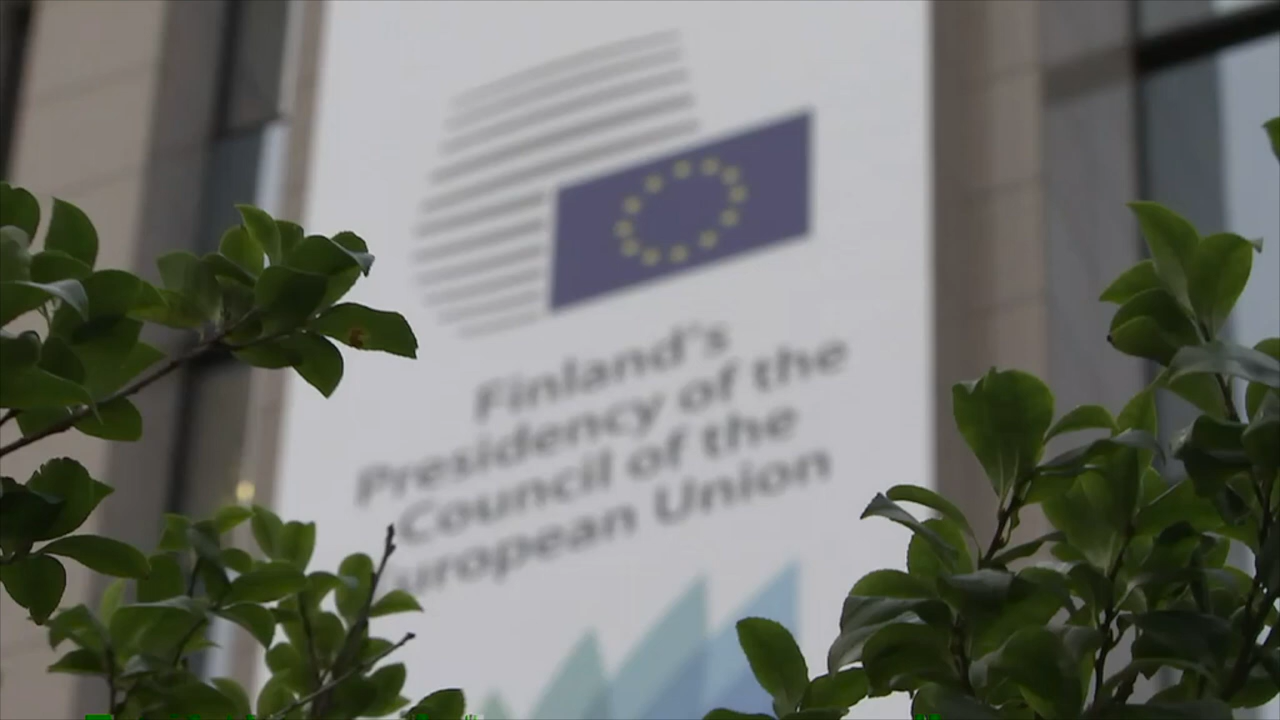 Finland's
Presidency of the
Council of the
European Union